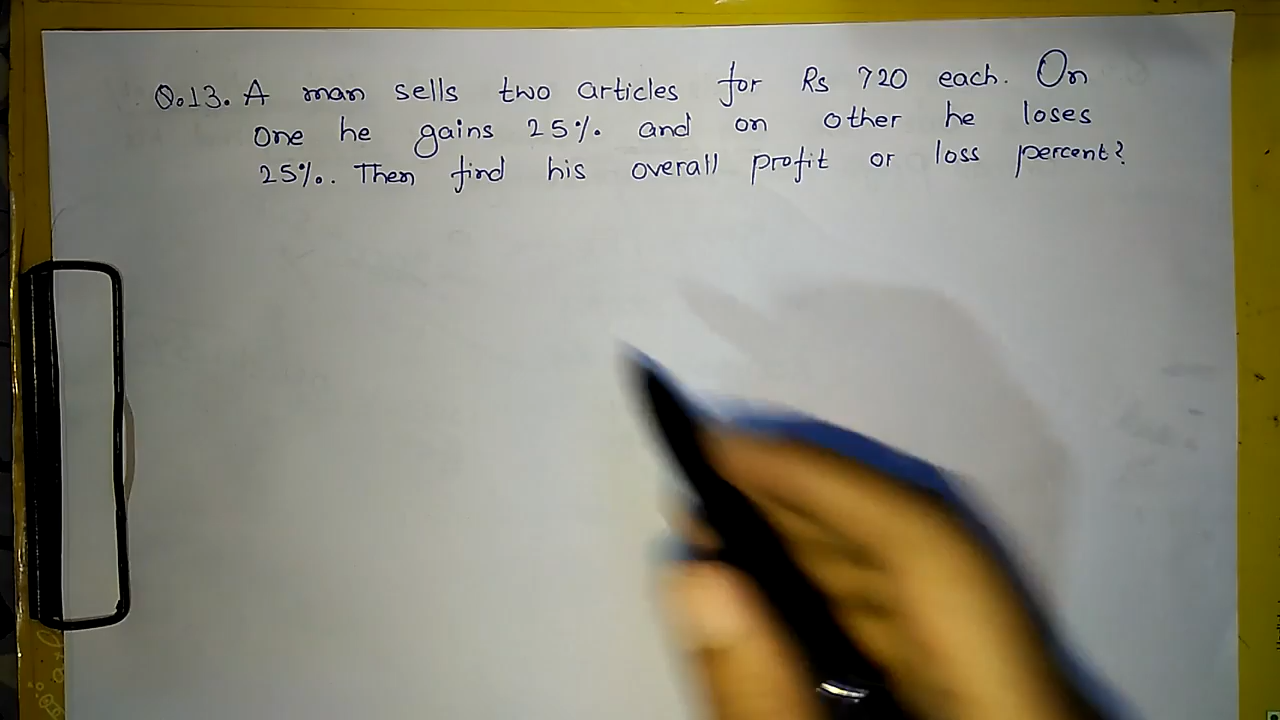 Q.13. A man sells two articles for Rs 720 each. On
one he gains 25% and on other he loses
25%. Then find his overall profit or loss percent?